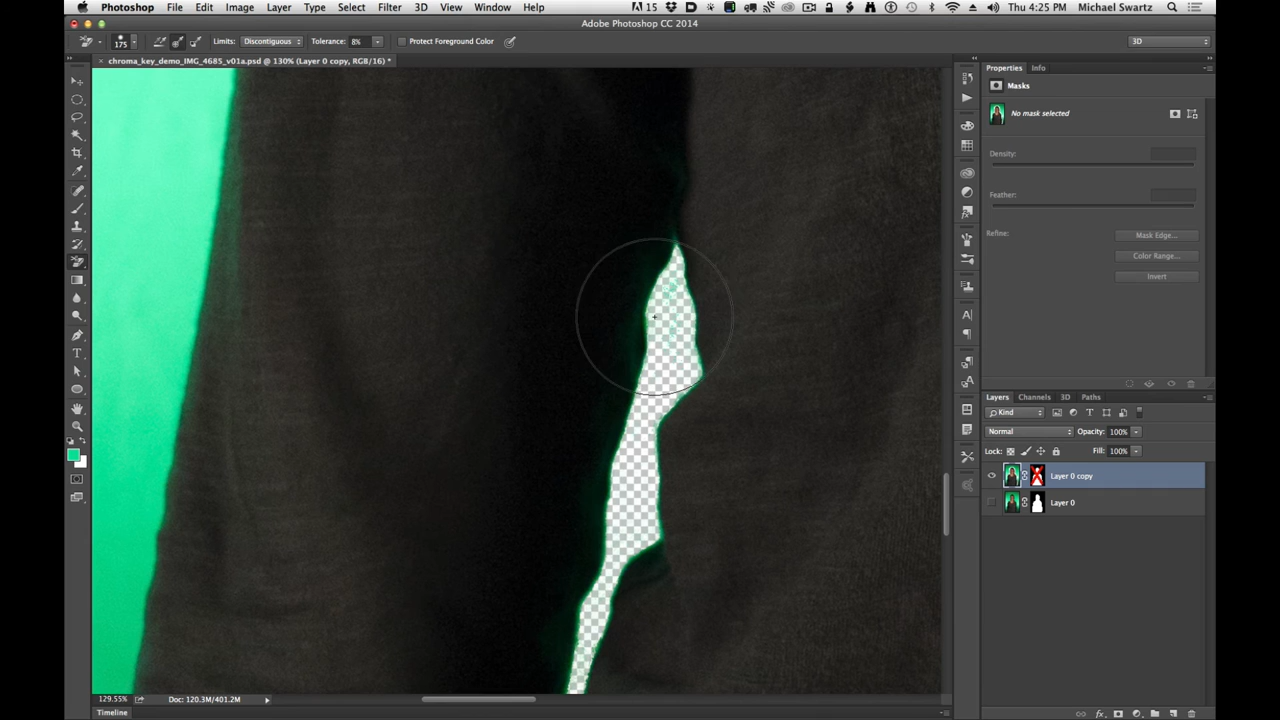 Photoshop File Edit Image Layer Type Select Filter 3D View Window Help 15 Thu 4:25 PM Michael Swartz
Adobe Photoshop CC 2014
175 Limits: Discontiguous Tolerance: 8% Protect Foreground Color 3D
× chroma_key_demo_IMG_4685_v01a.psd @ 130% (Layer 0 copy, RGB/16) *
Properties Info
Masks
No mask selected
Density:
Feather:
Refine: Mask Edge...
Color Range...
Invert
Layers Channels 3D Paths
Kind
Normal Opacity: 100%
Lock: Fill: 100%
Layer 0 copy
Layer 0
129.55% Doc: 120.3M/401.2M
Timeline